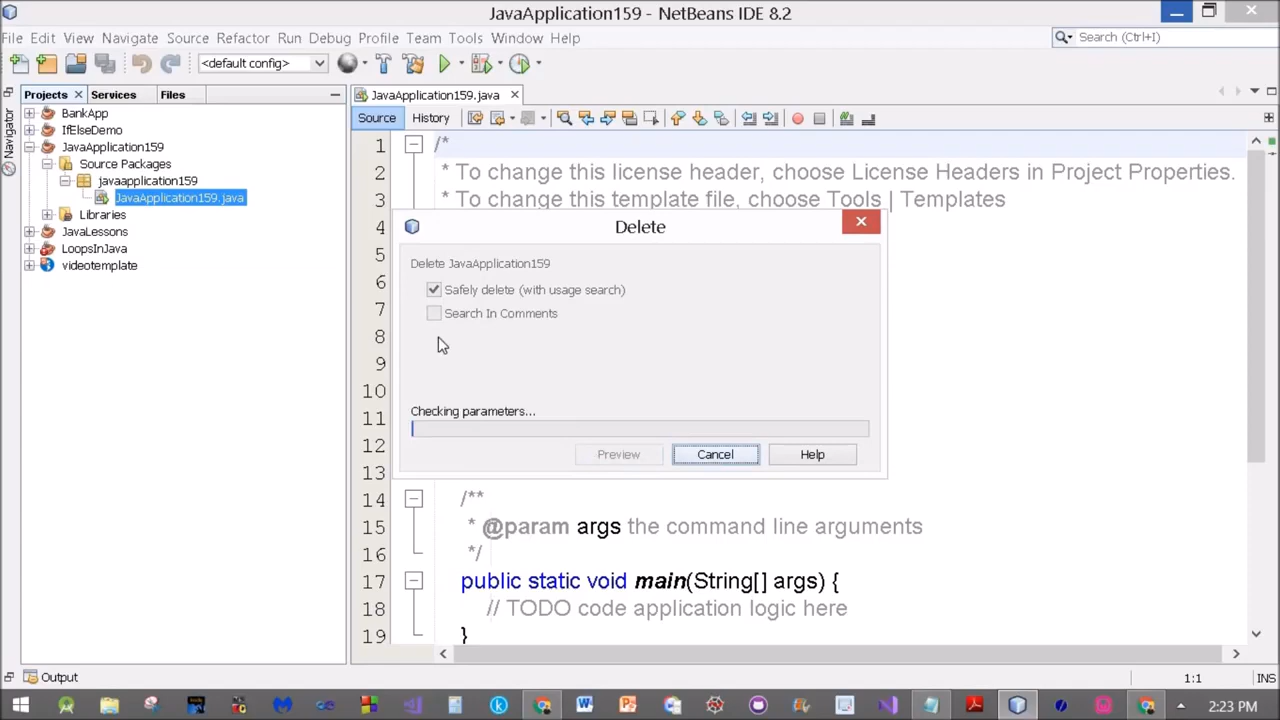 JavaApplication159 - NetBeans IDE 8.2
File Edit View Navigate Source Refactor Run Debug Profile Team Tools Window Help
Search (Ctrl+I)
<default config>
Projects Services Files
JavaApplication159.java
Navigator
Source History
BankApp
IfElseDemo
JavaApplication159
Source Packages
javaapplication159
JavaApplication159.java
Libraries
JavaLessons
LoopsInJava
videotemplate
1 /*
2 * To change this license header, choose License Headers in Project Properties.
3 * To change this template file, choose Tools | Templates
4
5
6
7
8
9
10
11
12
13
14 /**
15 * @param args the command line arguments
16 */
17 public static void main(String[] args) {
18 // TODO code application logic here
19 }
Delete
Delete JavaApplication159
Safely delete (with usage search)
Search In Comments
Checking parameters...
Preview Cancel Help
Output
1:1 INS
2:23 PM